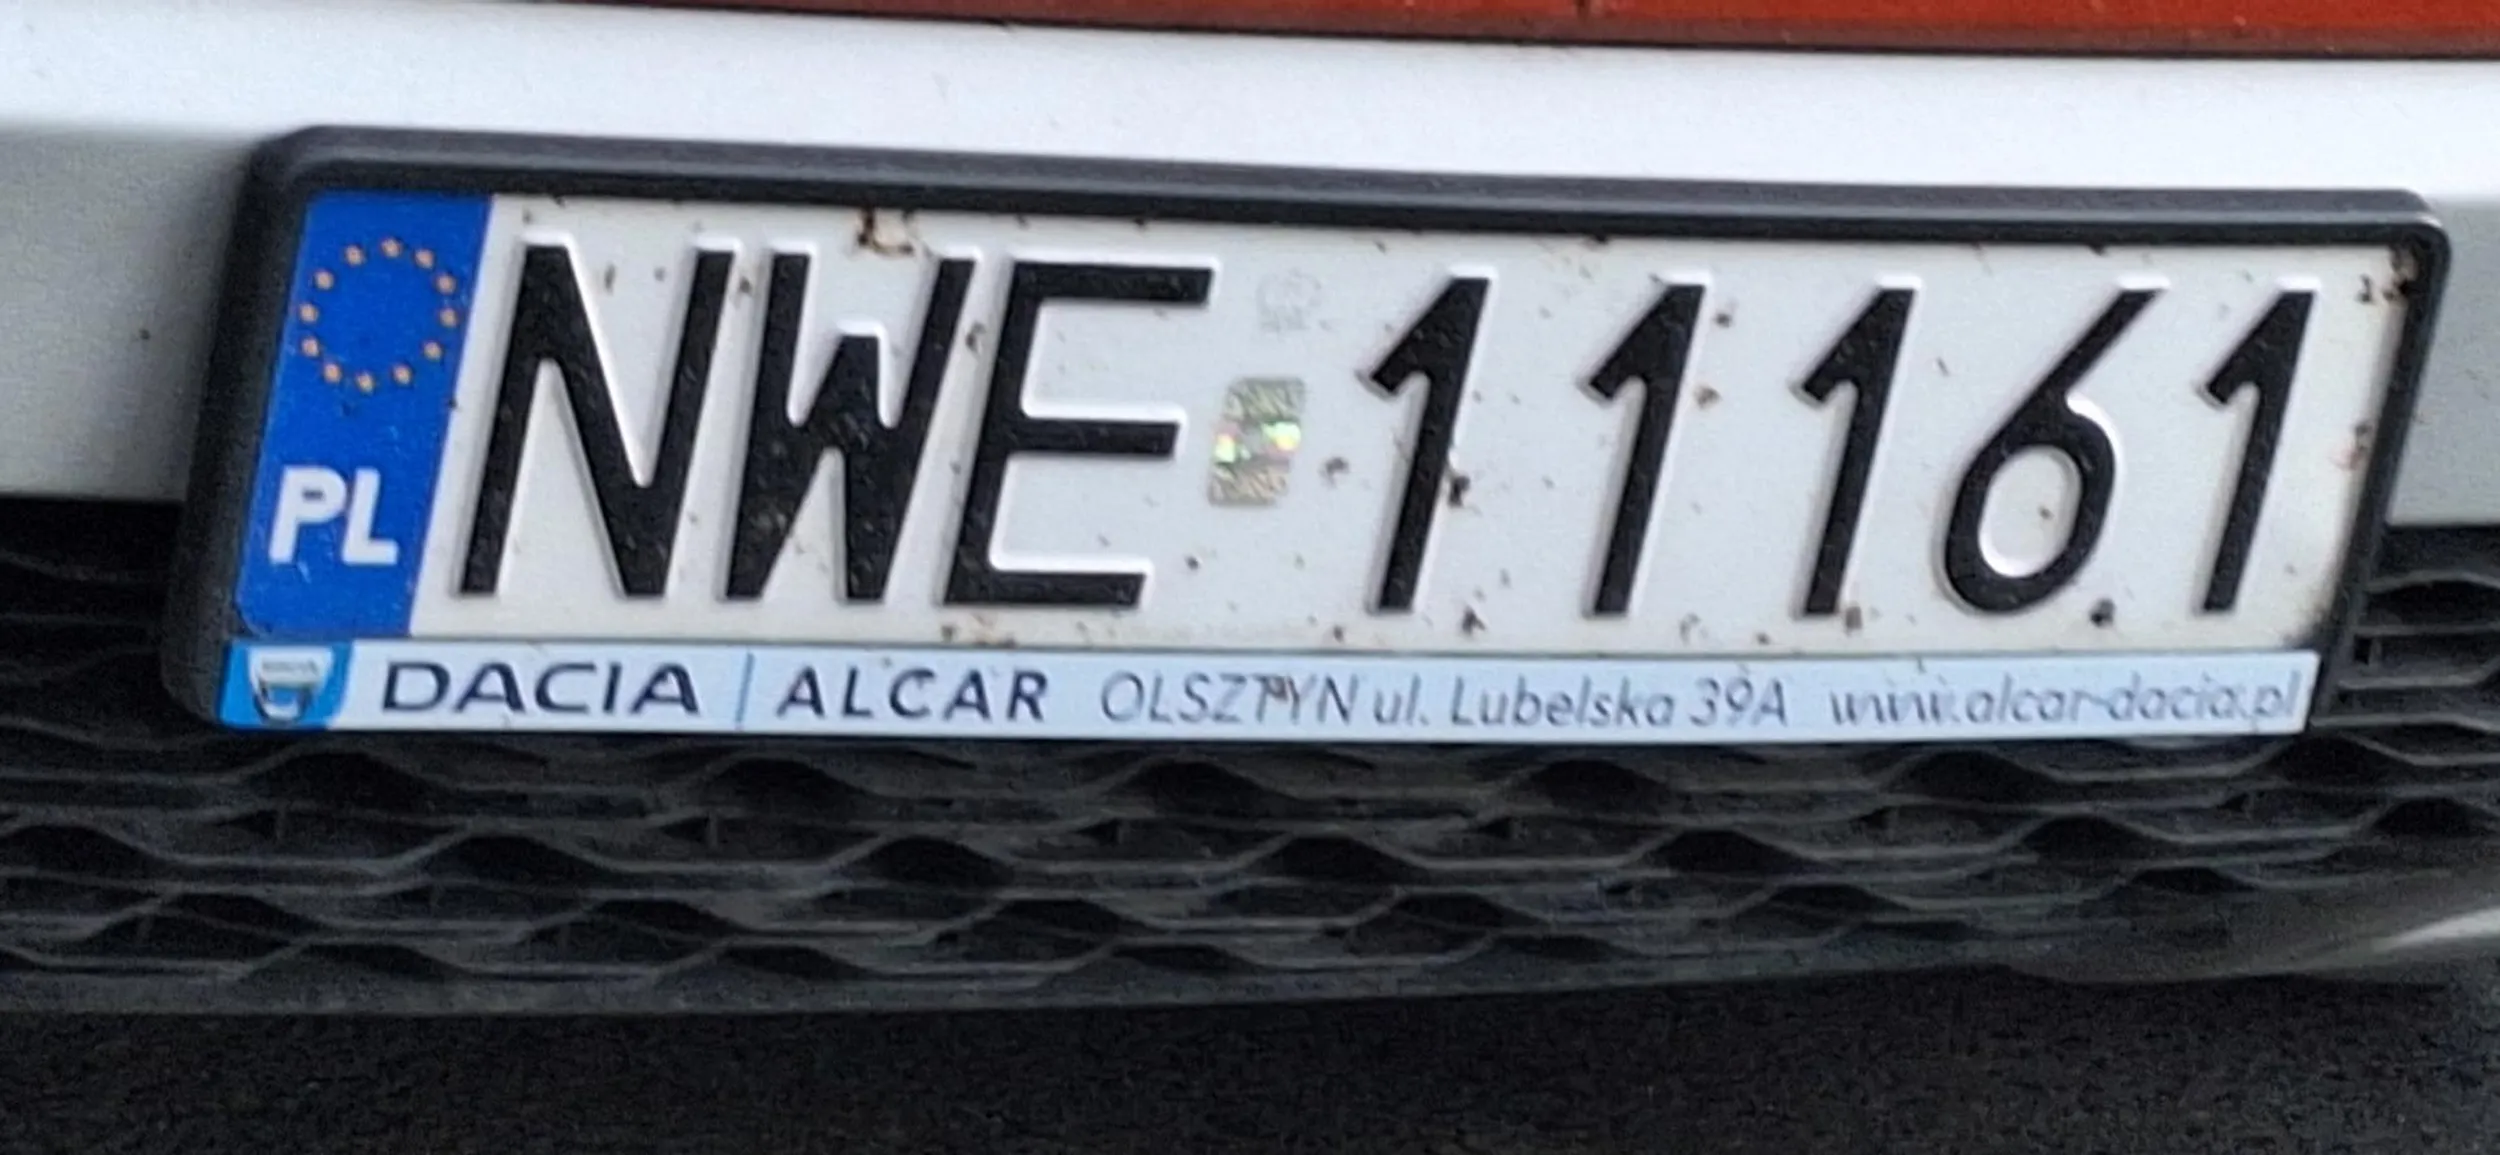 PL NWE 11161
DACIA | ALCAR OLSZTYN ul. Lubelska 39A www.alcar-dacia.pl